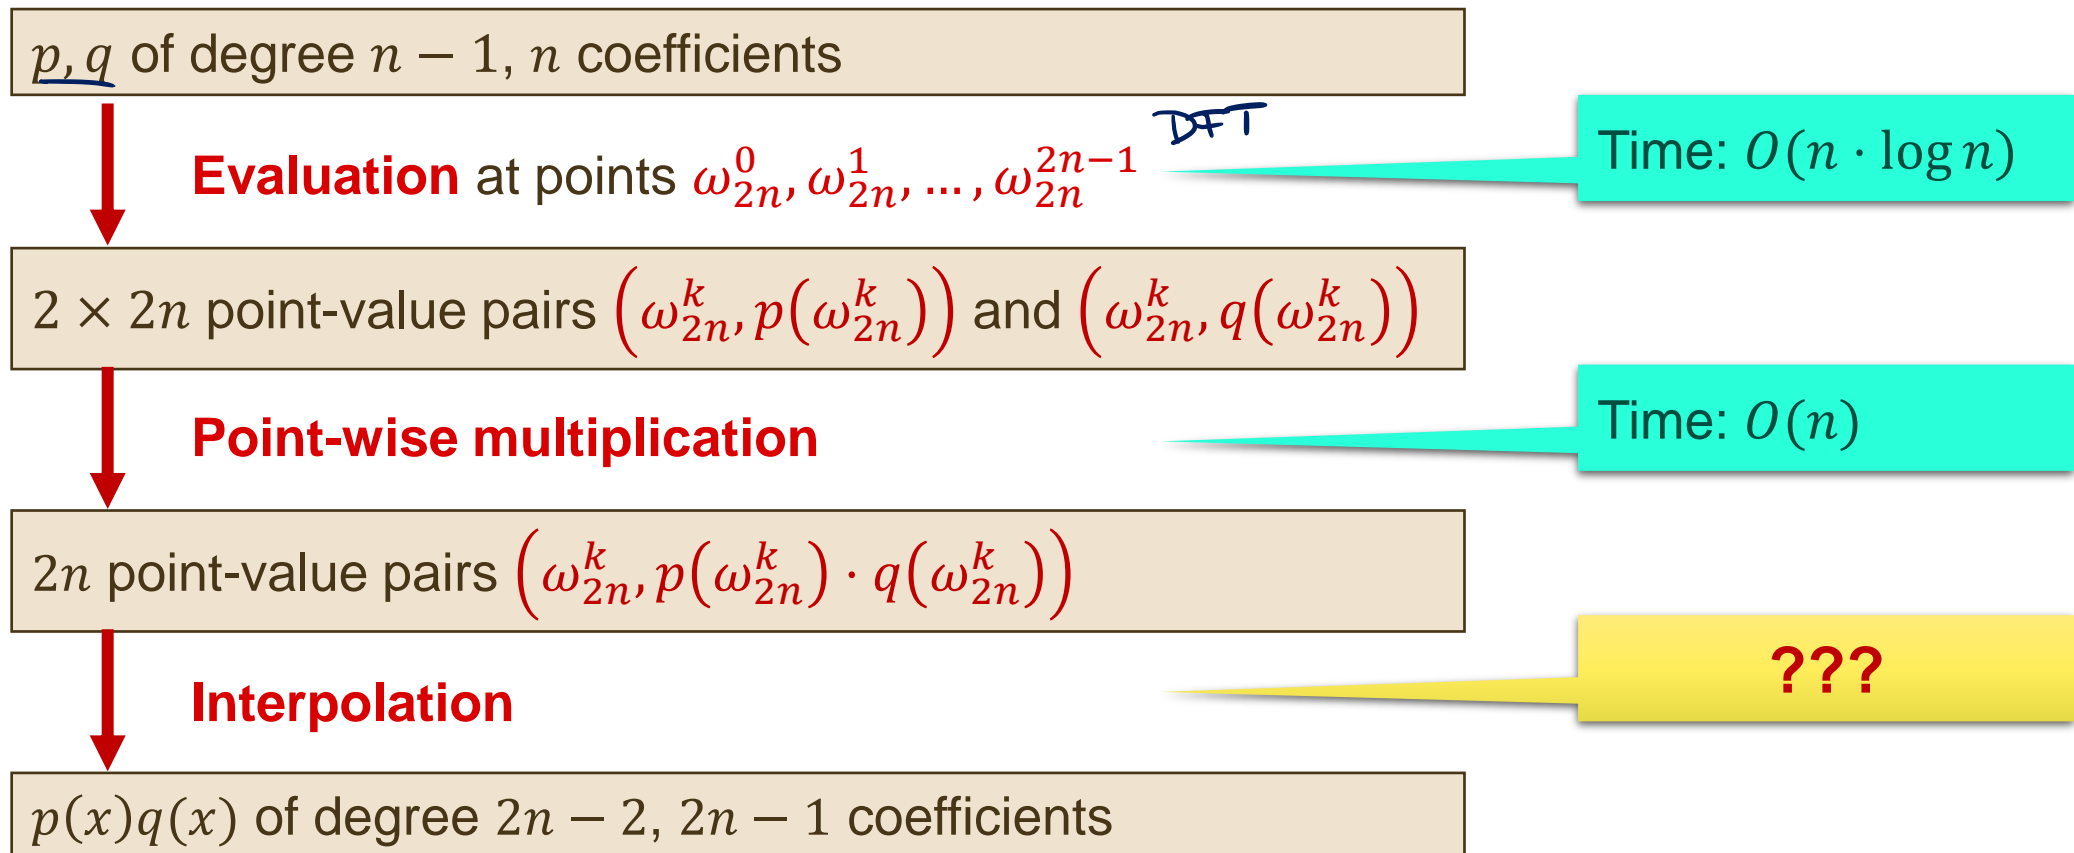 p, q of degree n − 1, n coefficients
DFT
Evaluation at points ω_{2n}^0, ω_{2n}^1, … , ω_{2n}^{2n−1}
Time: O(n · log n)
2 × 2n point-value pairs (ω_{2n}^k, p(ω_{2n}^k)) and (ω_{2n}^k, q(ω_{2n}^k))
Point-wise multiplication
Time: O(n)
2n point-value pairs (ω_{2n}^k, p(ω_{2n}^k) · q(ω_{2n}^k))
Interpolation
???
p(x)q(x) of degree 2n − 2, 2n − 1 coefficients